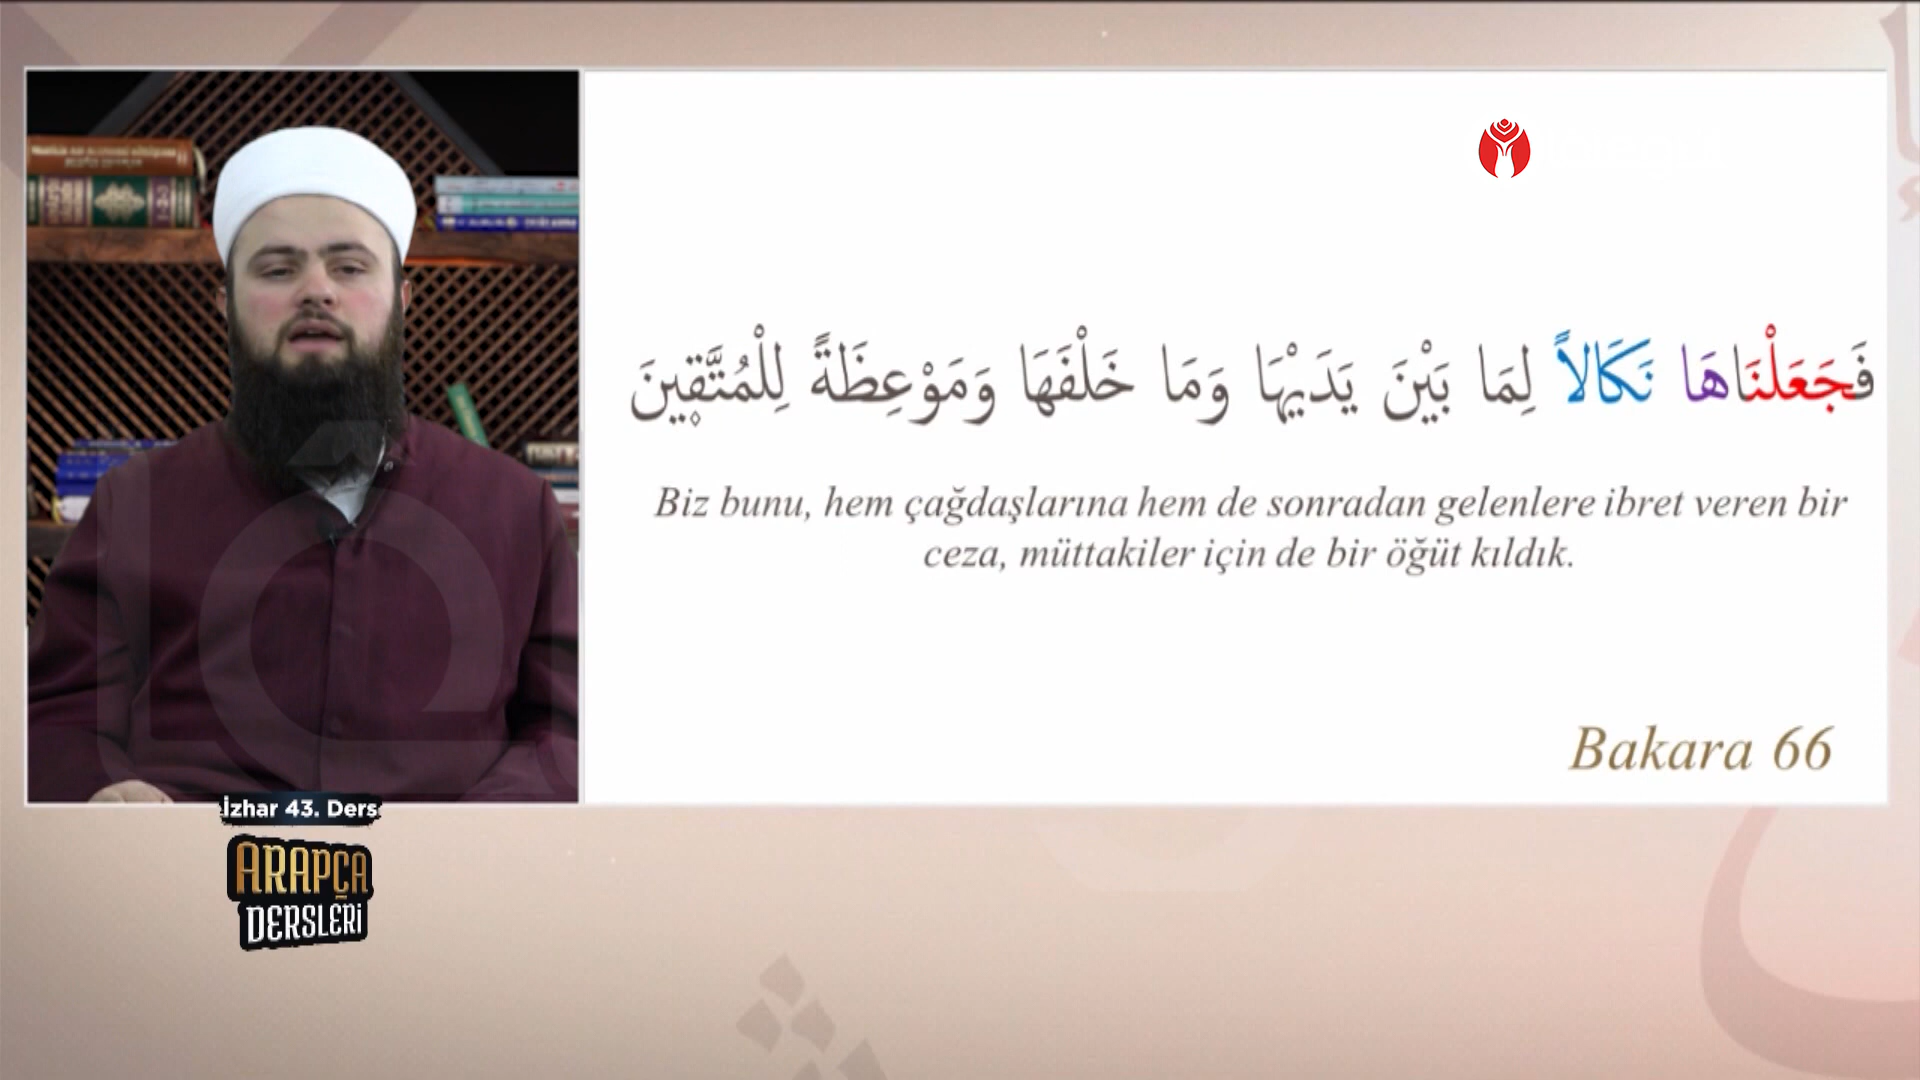 فَجَعَلْنَاهَا نَكَالاً لِمَا بَيْنَ يَدَيْهَا وَمَا خَلْفَهَا وَمَوْعِظَةً لِلْمُتَّقِينَ
Biz bunu, hem çağdaşlarına hem de sonradan gelenlere ibret veren bir
ceza, müttakiler için de bir öğüt kıldık.
Bakara 66
İzhar 43. Ders
ARAPÇA
DERSLERİ